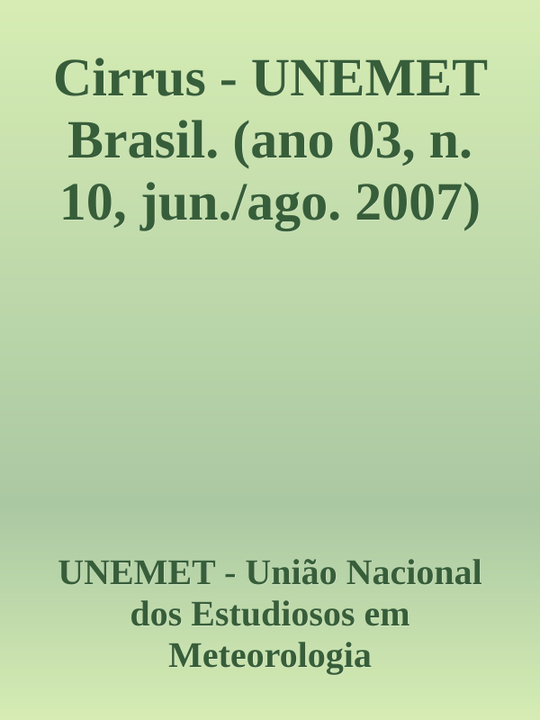 Cirrus - UNEMET
Brasil. (ano 03, n.
10, jun./ago. 2007)
UNEMET - União Nacional
dos Estudiosos em
Meteorologia